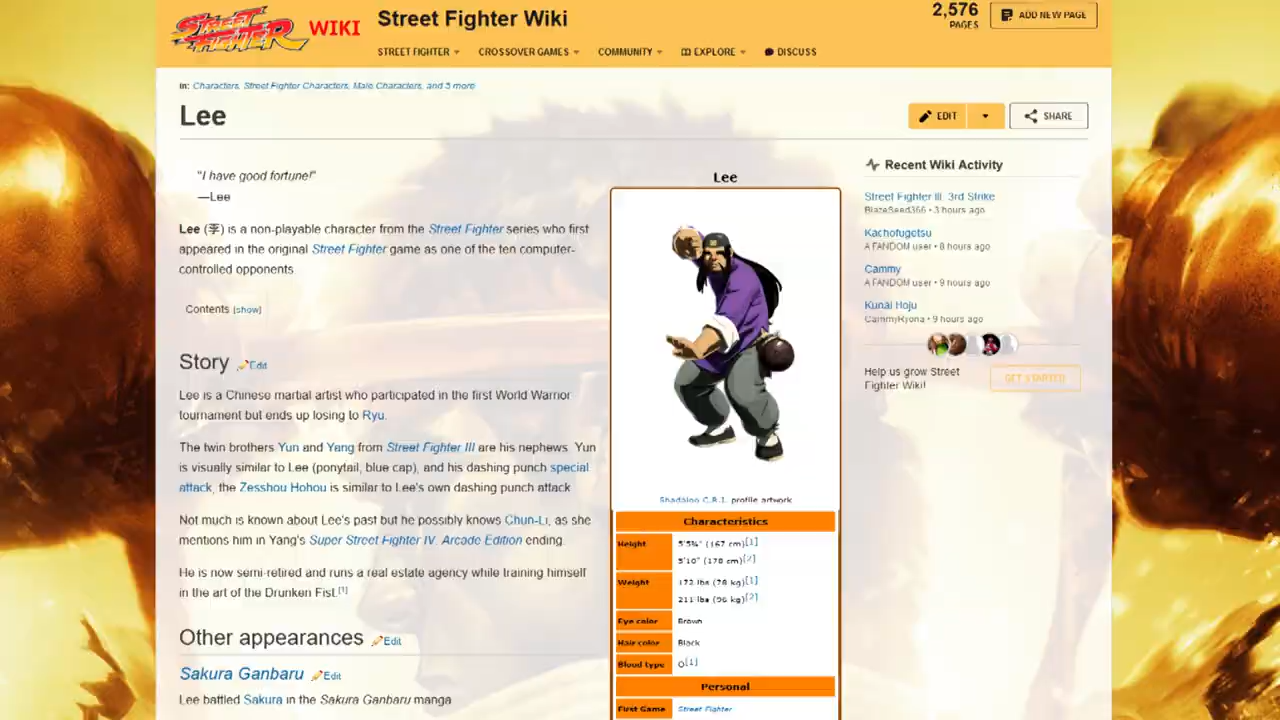 STREET FIGHTER WIKI
Street Fighter Wiki
2,576
PAGES
ADD NEW PAGE
STREET FIGHTER
CROSSOVER GAMES
COMMUNITY
EXPLORE
DISCUSS
in: Characters, Street Fighter Characters, Male Characters, and 3 more
Lee
EDIT
SHARE
"I have good fortune!"
—Lee
Lee (李) is a non-playable character from the Street Fighter series who first
appeared in the original Street Fighter game as one of the ten computer-
controlled opponents
Contents [show]
Story Edit
Lee is a Chinese martial artist who participated in the first World Warrior
tournament but ends up losing to Ryu.
The twin brothers Yun and Yang from Street Fighter III are his nephews. Yun
is visually similar to Lee (ponytail, blue cap), and his dashing punch special
attack, the Zesshou Hohou is similar to Lee's own dashing punch attack
Not much is known about Lee's past but he possibly knows Chun-Li, as she
mentions him in Yang's Super Street Fighter IV: Arcade Edition ending.
He is now semi-retired and runs a real estate agency while training himself
in the art of the Drunken Fist.[1]
Other appearances Edit
Sakura Ganbaru Edit
Lee battled Sakura in the Sakura Ganbaru manga
Lee
Shadaloo C.R.I. profile artwork
Characteristics
Height 5'5¾" (167 cm)[1]
5'10" (178 cm)[2]
Weight 172 lbs (78 kg)[1]
211 lbs (96 kg)[2]
Eye color Brown
Hair color Black
Blood type O[1]
Personal
First Game Street Fighter
Recent Wiki Activity
Street Fighter III: 3rd Strike
BlazeSeed366 • 3 hours ago
Kachofugetsu
A FANDOM user • 8 hours ago
Cammy
A FANDOM user • 9 hours ago
Kunai Hoju
CammyRyona • 9 hours ago
Help us grow Street
Fighter Wiki!
GET STARTED